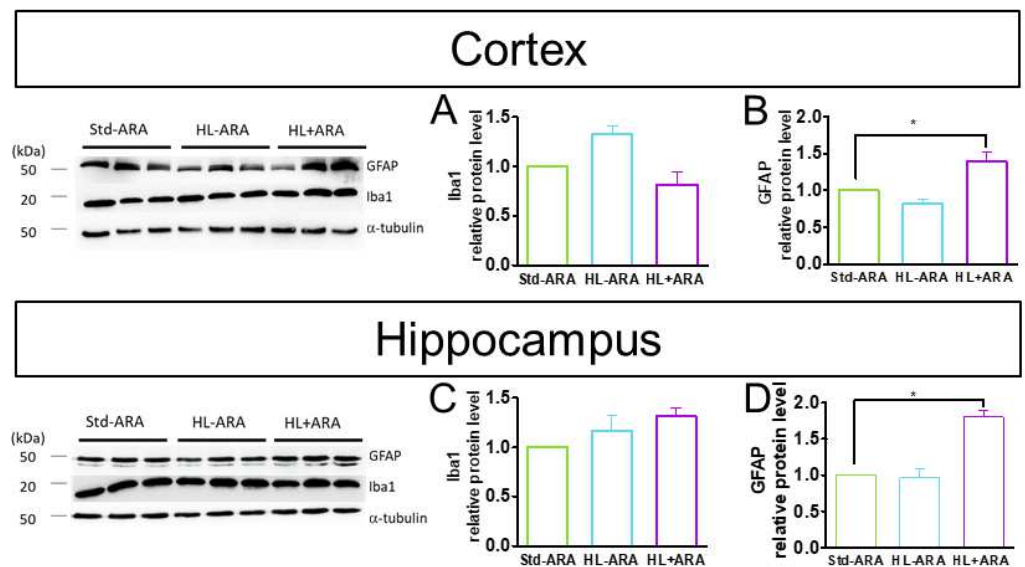 Cortex
Std-ARA HL-ARA HL+ARA
(kDa)
50 GFAP
20 Iba1
50 α-tubulin
A
Iba1
relative protein level
1.5
1.0
0.5
0.0
Std-ARA HL-ARA HL+ARA
B
GFAP
relative protein level
2.0
1.5
1.0
0.5
0.0
*
Std-ARA HL-ARA HL+ARA
Hippocampus
Std-ARA HL-ARA HL+ARA
(kDa)
50 GFAP
20 Iba1
50 α-tubulin
C
Iba1
relative protein level
1.5
1.0
0.5
0.0
Std-ARA HL-ARA HL+ARA
D
GFAP
relative protein level
2.0
1.5
1.0
0.5
0.0
*
Std-ARA HL-ARA HL+ARA